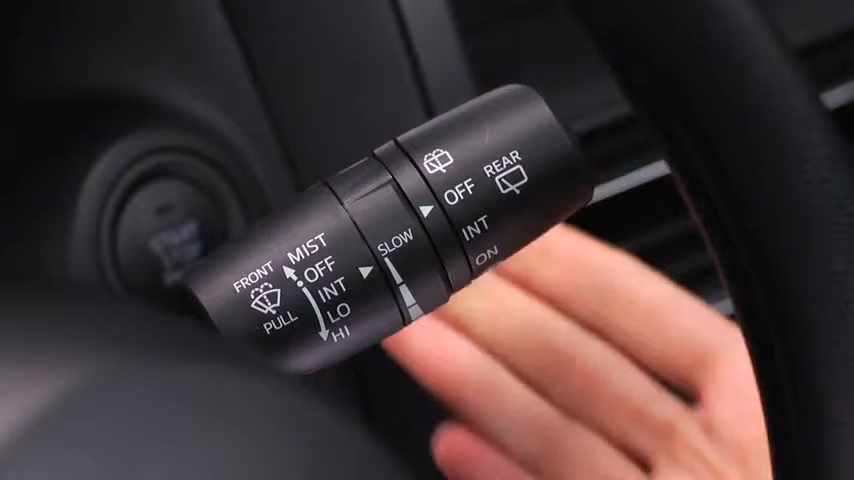 FRONT
PULL
MIST
OFF
INT
LO
HI
SLOW
OFF
INT
ON
REAR